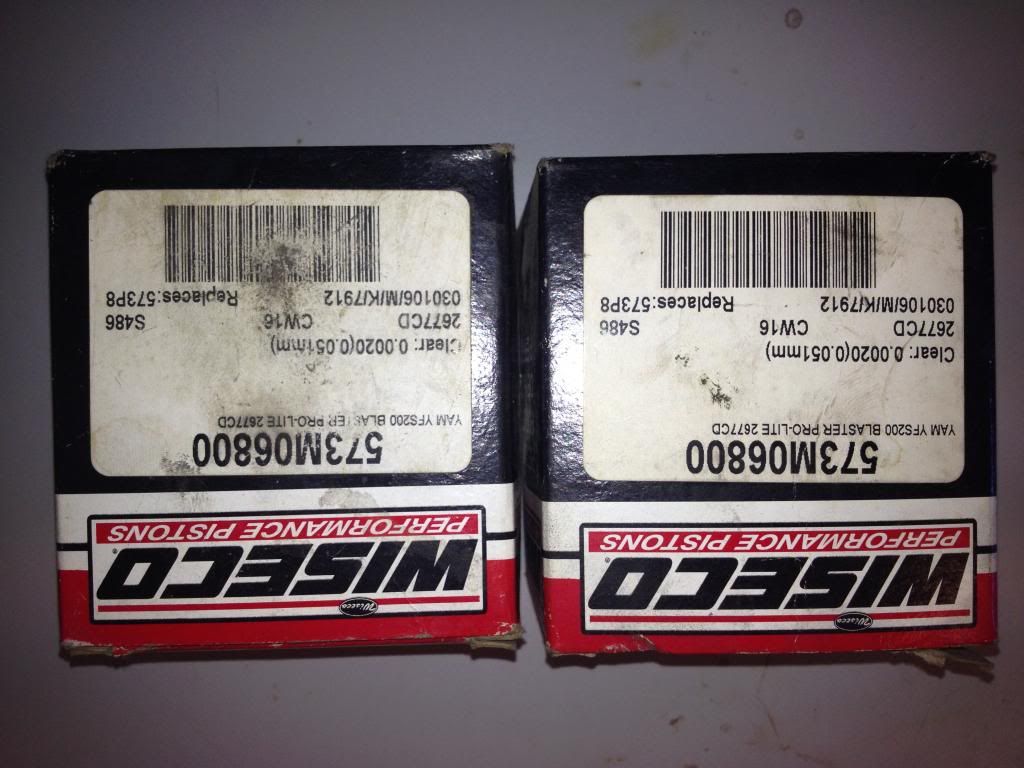 Wiseco
WISECO®
PERFORMANCE PISTONS
573M06800
YAM YFS200 BLASTER PRO-LITE 2677CD
Clear: 0.0020(0.051mm)
2677CD CW16 S486
030106/M/K/7912 Replaces:573P8
Wiseco
WISECO®
PERFORMANCE PISTONS
573M06800
YAM YFS200 BLASTER PRO-LITE 2677CD
Clear: 0.0020(0.051mm)
2677CD CW16 S486
030106/M/K/7912 Replaces:573P8